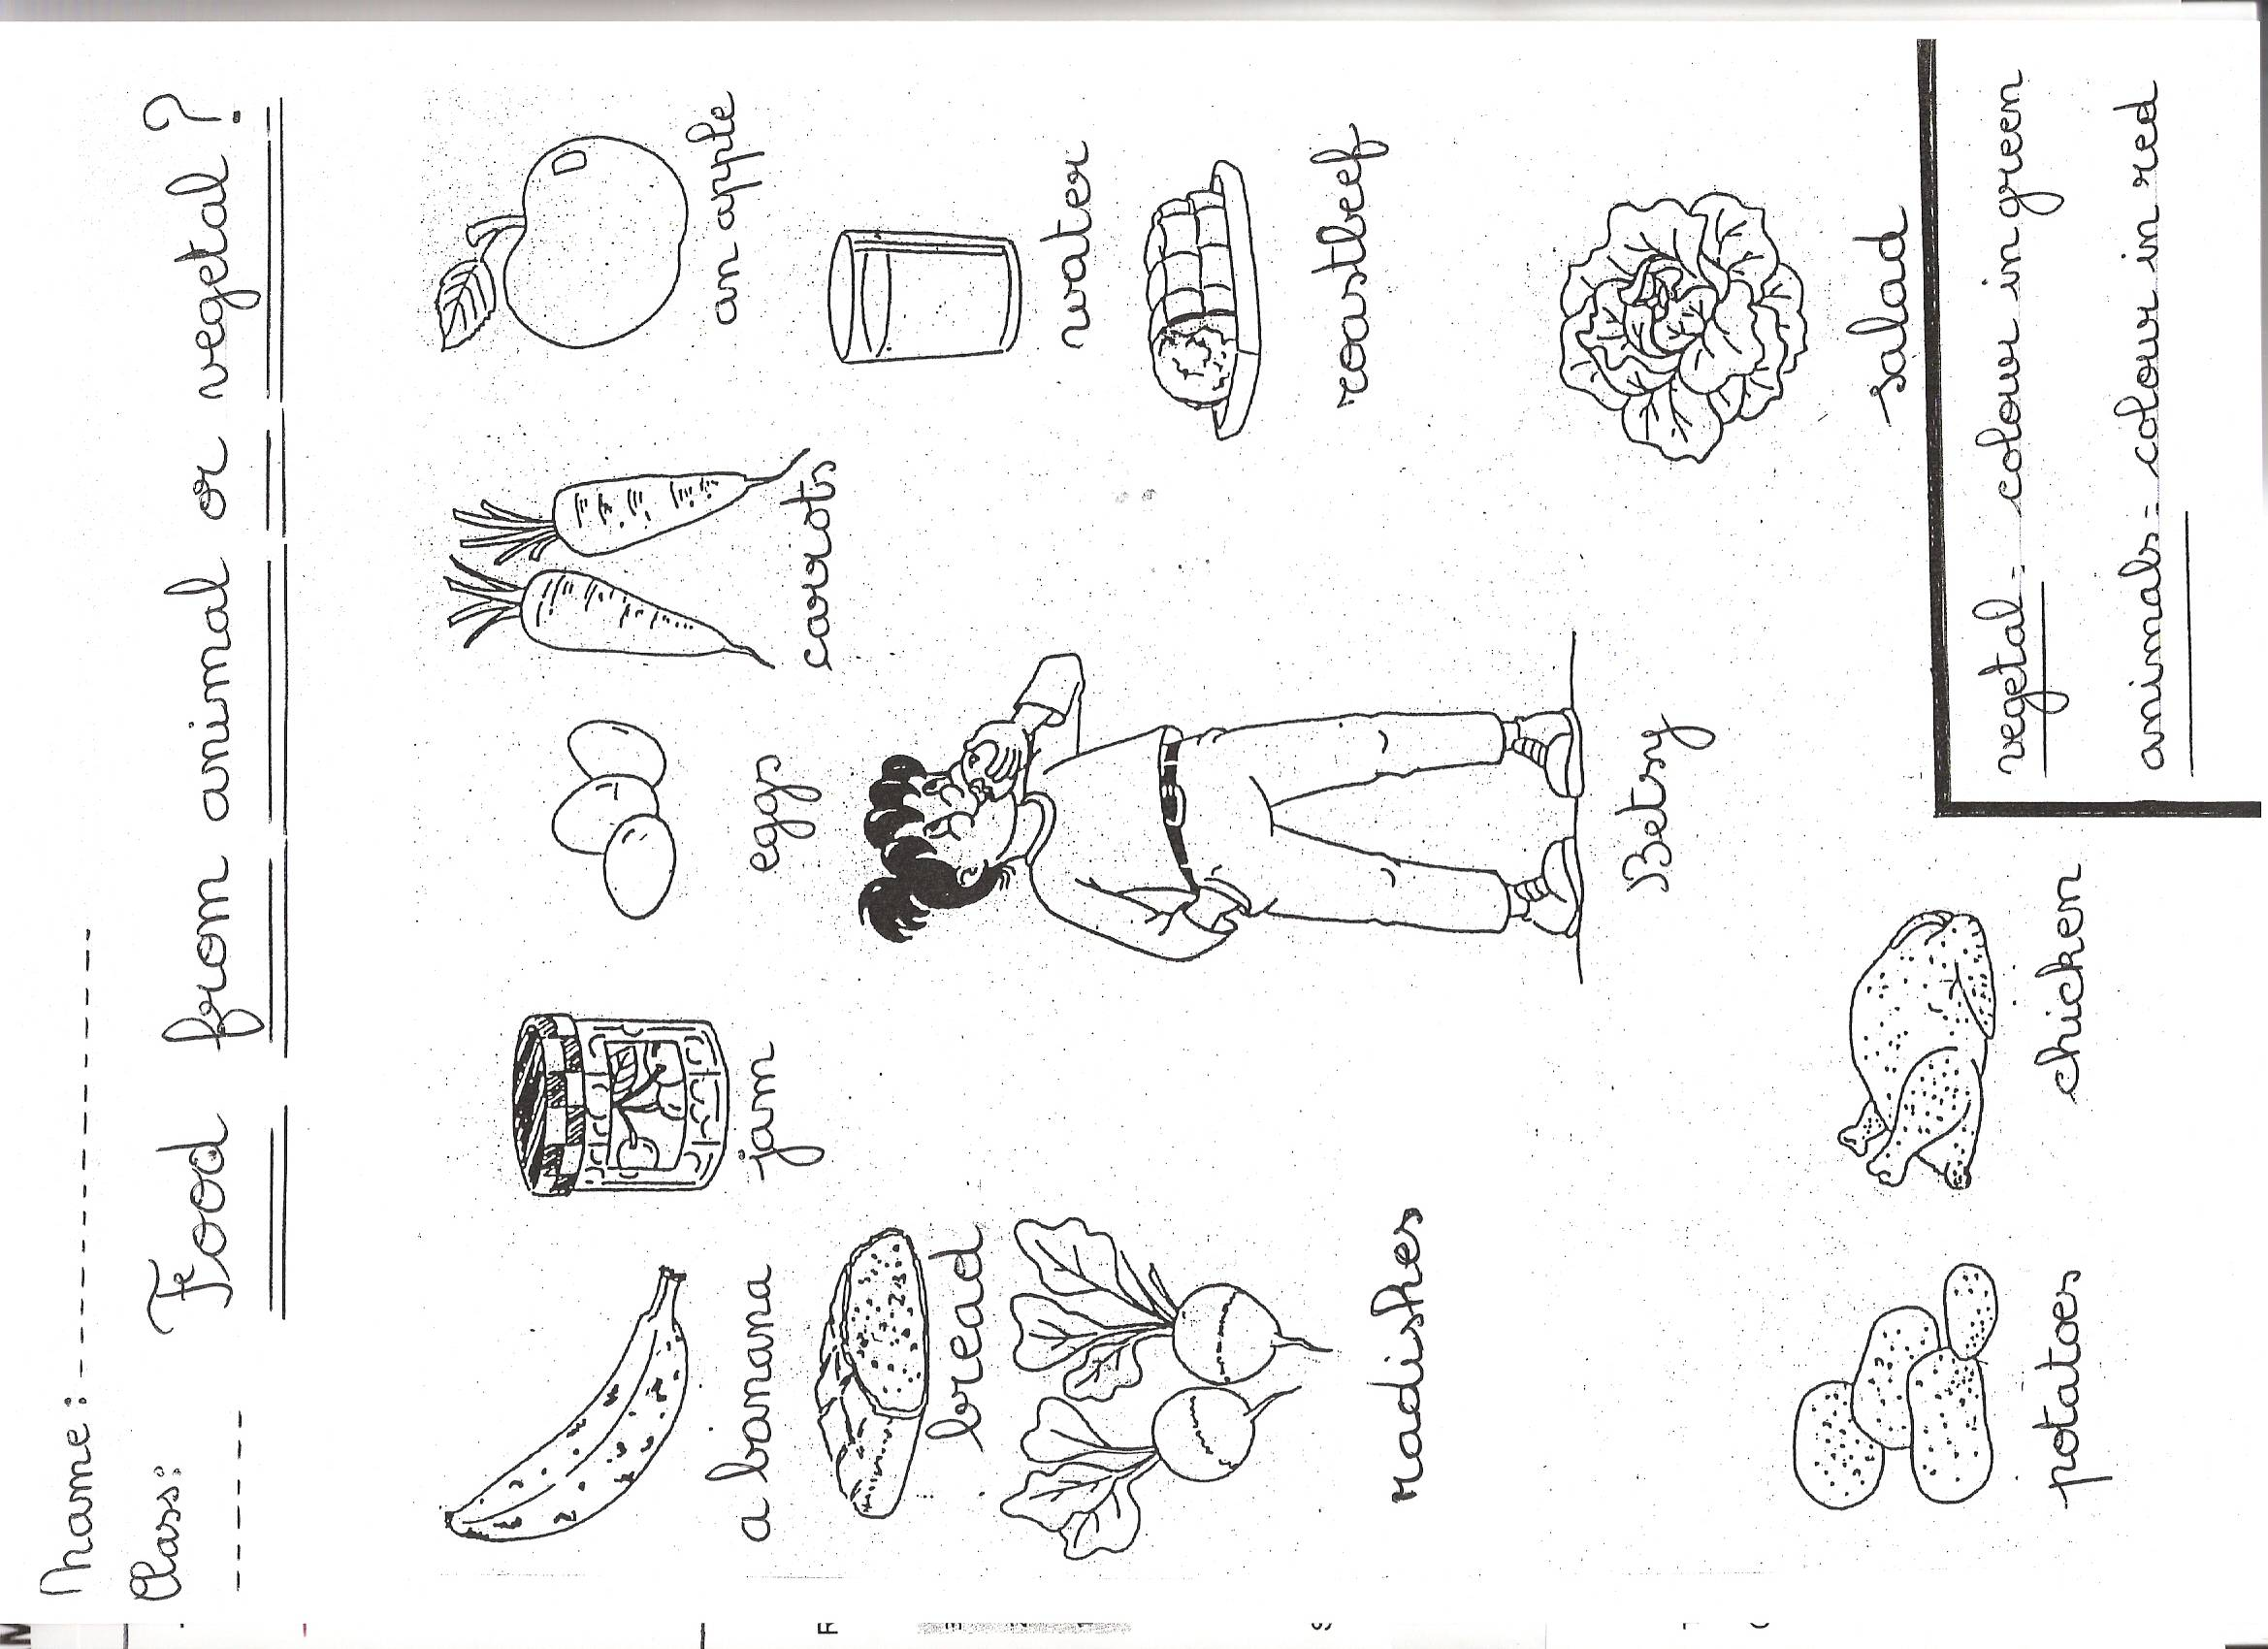 Name:
Class:
Food from animal or vegetal?
a banana
jam
eggs
carrots
an apple
bread
water
radishes
Betsy
roastbeef
potatoes
chicken
salad
vegetal = colour in green
animals = colour in red